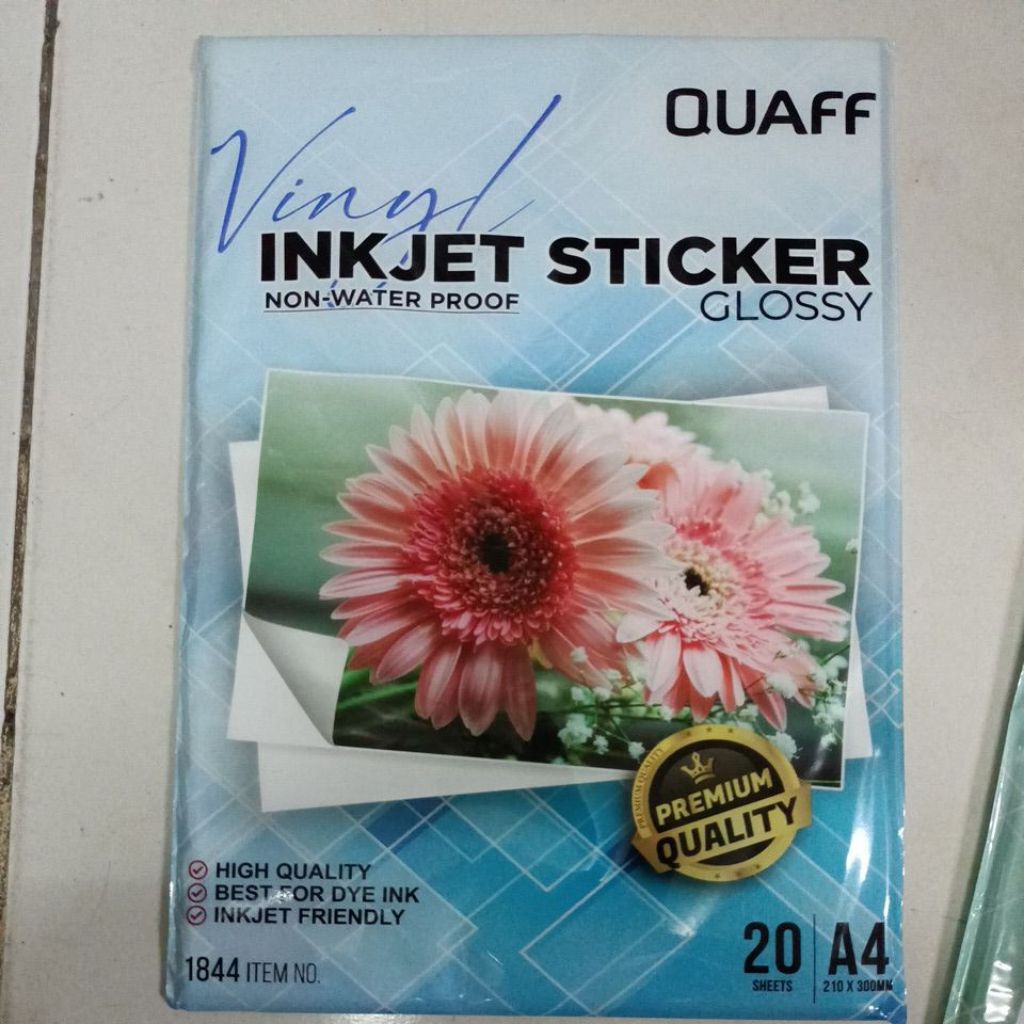 QUAFF
Vinyl
INKJET STICKER
NON-WATER PROOF
GLOSSY
PREMIUM QUALITY
PREMIUM
QUALITY
HIGH QUALITY
BEST FOR DYE INK
INKJET FRIENDLY
1844 ITEM NO.
20
SHEETS
A4
210 X 300MM